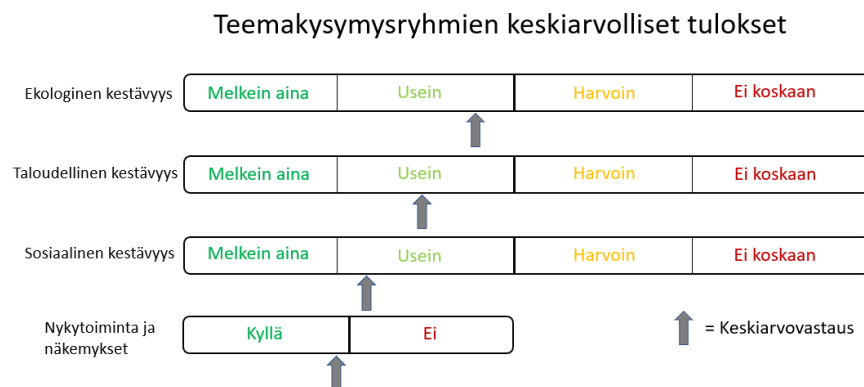 Teemakysymysryhmien keskiarvolliset tulokset
Ekologinen kestävyys
Melkein aina
Usein
Harvoin
Ei koskaan
Taloudellinen kestävyys
Melkein aina
Usein
Harvoin
Ei koskaan
Sosiaalinen kestävyys
Melkein aina
Usein
Harvoin
Ei koskaan
Nykytoiminta ja
näkemykset
Kyllä
Ei
= Keskiarvovastaus